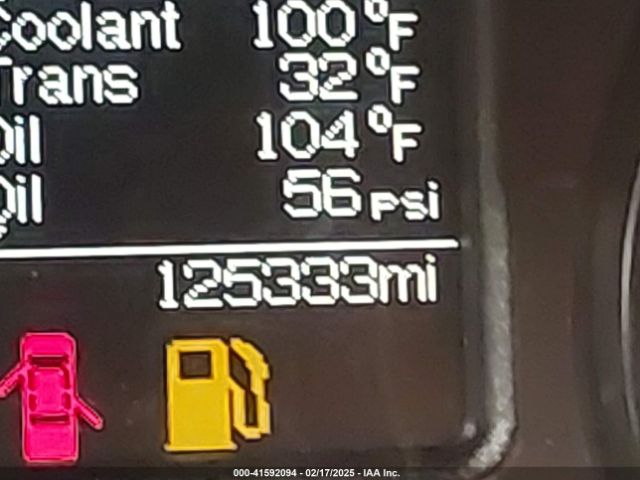 Coolant 100°F
Trans 32°F
Oil 104°F
Oil 56 PSI
125333mi
000-41592094 - 02/17/2025 - IAA Inc.